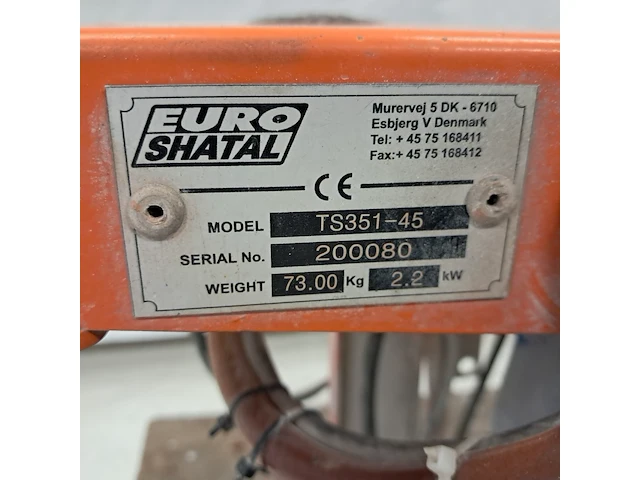 EURO
SHATAL
Murervej 5 DK - 6710
Esbjerg V Denmark
Tel: + 45 75 168411
Fax:+ 45 75 168412
CE
MODEL TS351-45
SERIAL No. 200080
WEIGHT 73.00 Kg 2.2 kW